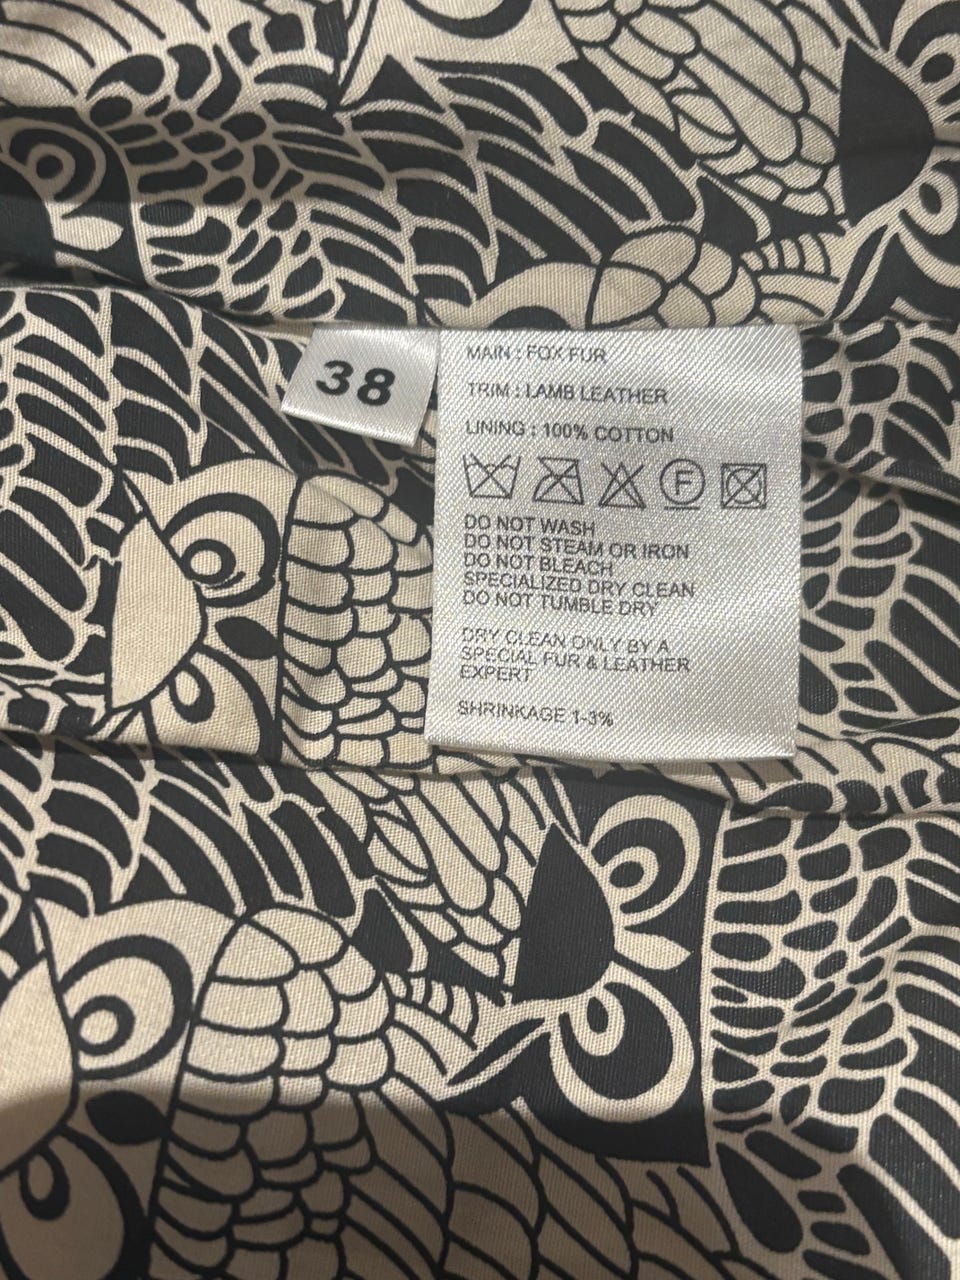 38
MAIN : FOX FUR
TRIM : LAMB LEATHER
LINING : 100% COTTON
F
DO NOT WASH
DO NOT STEAM OR IRON
DO NOT BLEACH
SPECIALIZED DRY CLEAN
DO NOT TUMBLE DRY
DRY CLEAN ONLY BY A
SPECIAL FUR & LEATHER
EXPERT
SHRINKAGE 1-3%